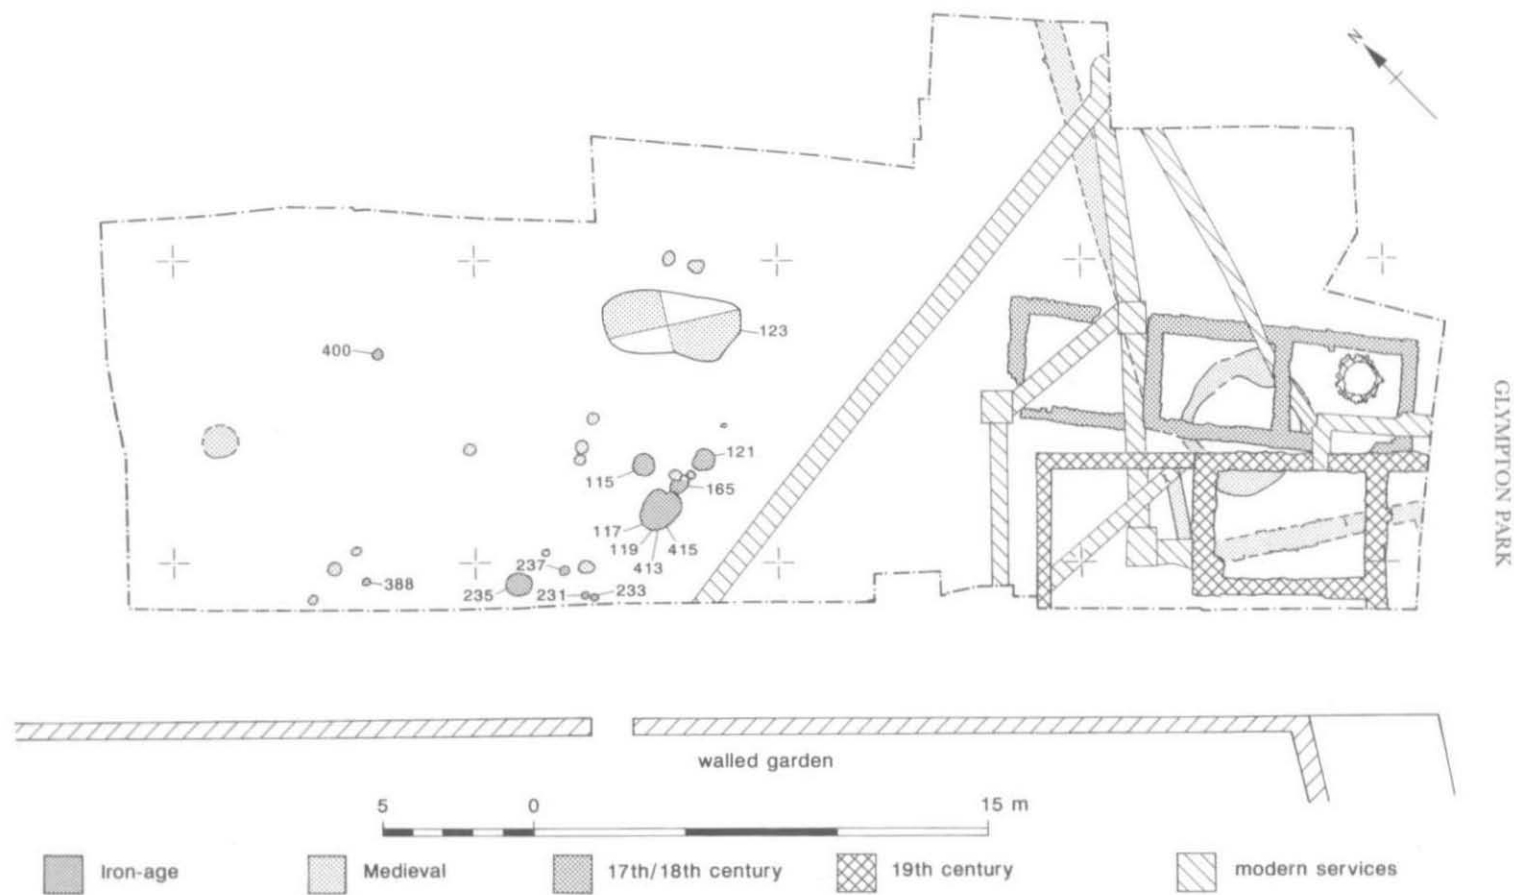 N
123
400
121
115
165
117
119
415
413
237
388
235
231
233
GLYMPTON PARK
walled garden
5 0 15 m
Iron-age Medieval 17th/18th century 19th century modern services